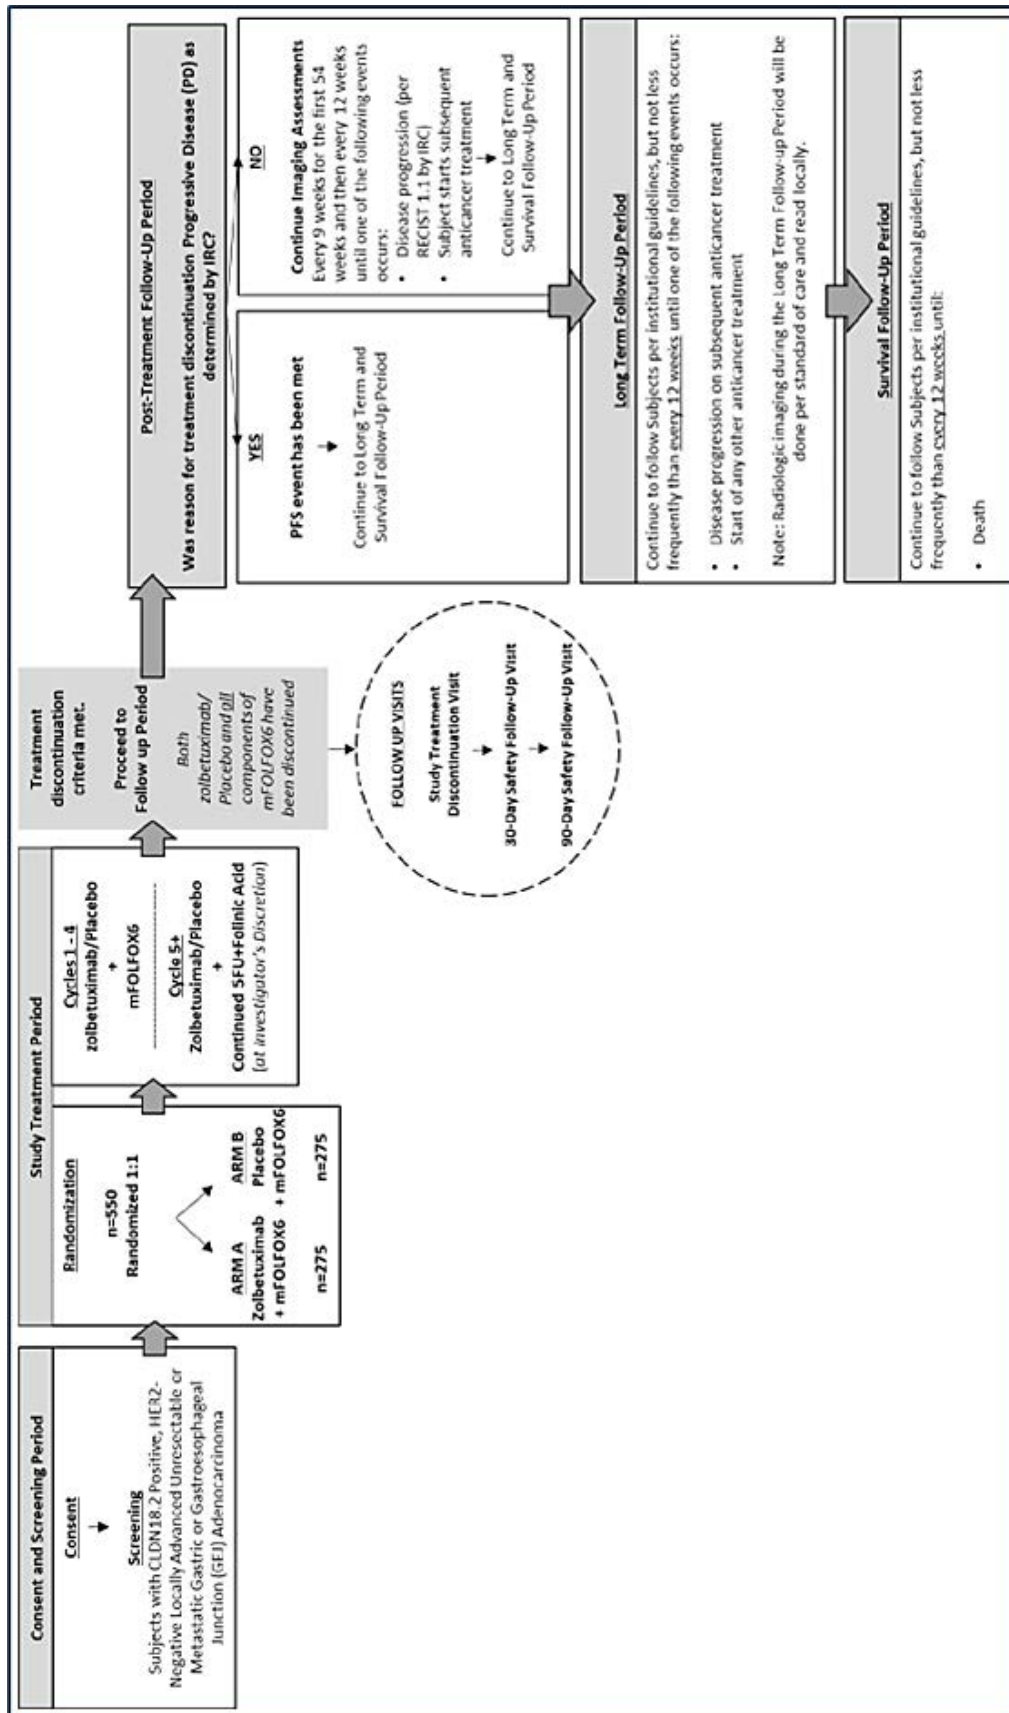 Consent and Screening Period
Consent
Screening
Subjects with CLDN18.2 Positive, HER2-
Negative Locally Advanced Unresectable or
Metastatic Gastric or Gastroesophageal
Junction (GEJ) Adenocarcinoma
Study Treatment Period
Randomization
n=550
Randomized 1:1
ARM A
Zolbetuximab
+ mFOLFOX6
n=275
ARM B
Placebo
+ mFOLFOX6
n=275
Cycles 1 - 4
zolbetuximab/Placebo
+
mFOLFOX6
Cycle 5+
Zolbetuximab/Placebo
+
Continued 5FU+Folinic Acid
(at investigator's Discretion)
Treatment
discontinuation
criteria met.
Proceed to
Follow up Period
Both
zolbetuximab/
Placebo and all
components of
mFOLFOX6 have
been discontinued
FOLLOW UP VISITS
Study Treatment
Discontinuation Visit
30-Day Safety Follow-Up Visit
90-Day Safety Follow-Up Visit
Post-Treatment Follow-Up Period
Was reason for treatment discontinuation Progressive Disease (PD) as
determined by IRC?
YES
PFS event has been met
Continue to Long Term and
Survival Follow-Up Period
NO
Continue Imaging Assessments
Every 9 weeks for the first 54
weeks and then every 12 weeks
until one of the following events
occurs:
• Disease progression (per
RECIST 1.1 by IRC)
• Subject starts subsequent
anticancer treatment
Continue to Long Term and
Survival Follow-Up Period
Long Term Follow-Up Period
Continue to follow Subjects per institutional guidelines, but not less
frequently than every 12 weeks until one of the following events occurs:
• Disease progression on subsequent anticancer treatment
• Start of any other anticancer treatment
Note: Radiologic imaging during the Long Term Follow-up Period will be
done per standard of care and read locally.
Survival Follow-Up Period
Continue to follow Subjects per institutional guidelines, but not less
frequently than every 12 weeks until:
• Death